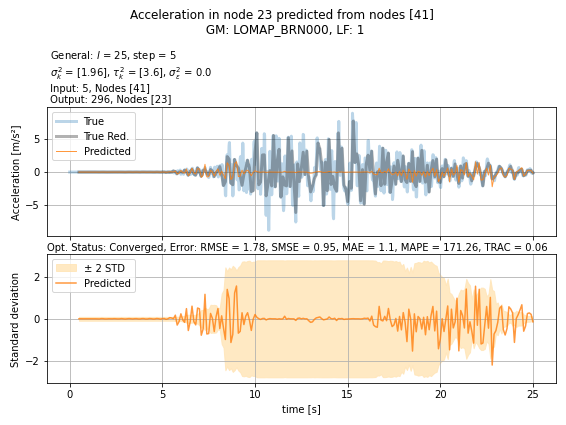 Acceleration in node 23 predicted from nodes [41]
GM: LOMAP_BRN000, LF: 1
General: l = 25, step = 5
σ²ₖ = [1.96], τ²ₖ = [3.6], σ²ε = 0.0
Input: 5, Nodes [41]
Output: 296, Nodes [23]
Acceleration [m/s²]
5
0
−5
True
True Red.
Predicted
Opt. Status: Converged, Error: RMSE = 1.78, SMSE = 0.95, MAE = 1.1, MAPE = 171.26, TRAC = 0.06
Standard deviation
2
0
−2
± 2 STD
Predicted
0 5 10 15 20 25
time [s]